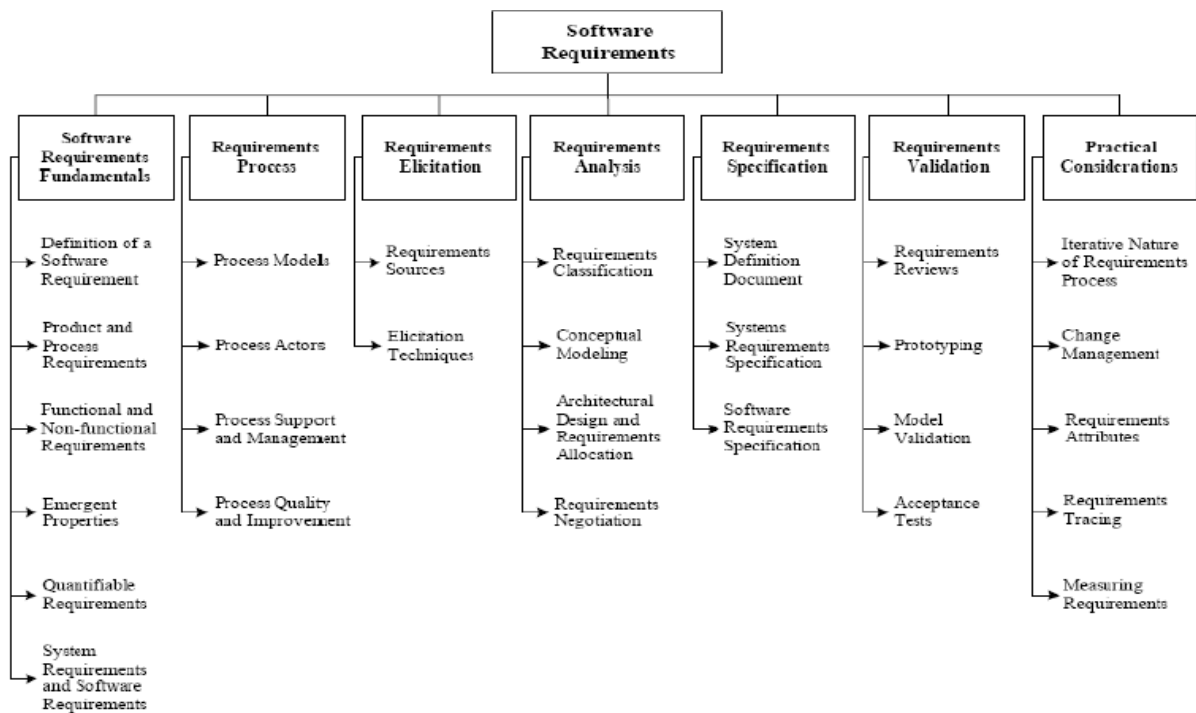 Software
Requirements
Software
Requirements
Fundamentals
Requirements
Process
Requirements
Elicitation
Requirements
Analysis
Requirements
Specification
Requirements
Validation
Practical
Considerations
Definition of a
Software
Requirement
Product and
Process
Requirements
Functional and
Non-functional
Requirements
Emergent
Properties
Quantifiable
Requirements
System
Requirements
and Software
Requirements
Process Models
Process Actors
Process Support
and Management
Process Quality
and Improvement
Requirements
Sources
Elicitation
Techniques
Requirements
Classification
Conceptual
Modeling
Architectural
Design and
Requirements
Allocation
Requirements
Negotiation
System
Definition
Document
Systems
Requirements
Specification
Software
Requirements
Specification
Requirements
Reviews
Prototyping
Model
Validation
Acceptance
Tests
Iterative Nature
of Requirements
Process
Change
Management
Requirements
Attributes
Requirements
Tracing
Measuring
Requirements